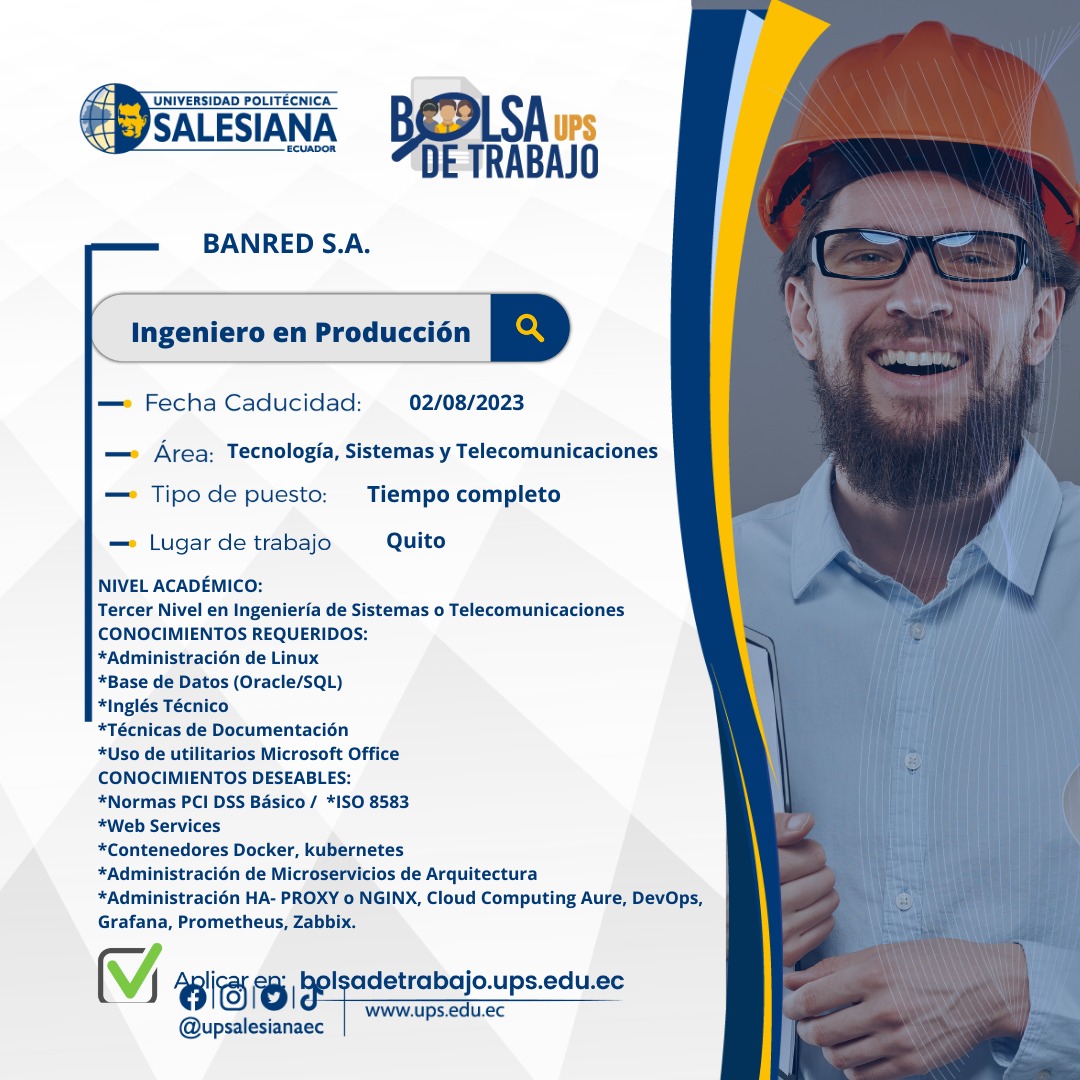 UNIVERSIDAD POLITÉCNICA
SALESIANA
ECUADOR
BOLSA UPS
DE TRABAJO
BANRED S.A.
Ingeniero en Producción
Fecha Caducidad: 02/08/2023
Área: Tecnología, Sistemas y Telecomunicaciones
Tipo de puesto: Tiempo completo
Lugar de trabajo Quito
NIVEL ACADÉMICO:
Tercer Nivel en Ingeniería de Sistemas o Telecomunicaciones
CONOCIMIENTOS REQUERIDOS:
*Administración de Linux
*Base de Datos (Oracle/SQL)
*Inglés Técnico
*Técnicas de Documentación
*Uso de utilitarios Microsoft Office
CONOCIMIENTOS DESEABLES:
*Normas PCI DSS Básico / *ISO 8583
*Web Services
*Contenedores Docker, kubernetes
*Administración de Microservicios de Arquitectura
*Administración HA- PROXY o NGINX, Cloud Computing Aure, DevOps,
Grafana, Prometheus, Zabbix.
Aplicar en: bolsadetrabajo.ups.edu.ec
www.ups.edu.ec
@upsalesianaec